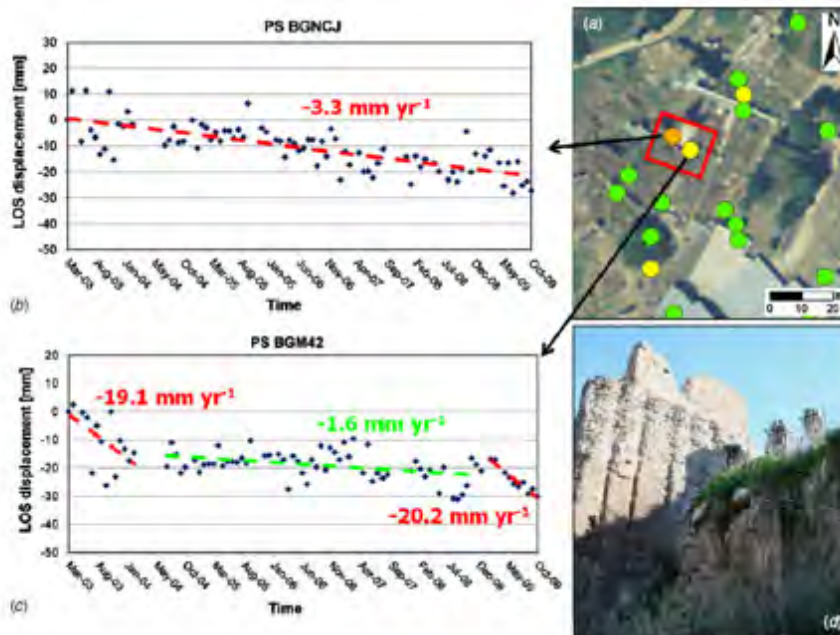 PS BGNCJ
LOS displacement [mm]
30
20
10
0
-10
-20
-30
-40
-50
-3.3 mm yr⁻¹
Mar-03
Aug-03
Jan-04
May-04
Oct-04
Mar-05
Aug-05
Jan-06
Jun-06
Nov-06
Apr-07
Sep-07
Feb-08
Jul-08
Dec-08
May-09
Oct-09
Time
(b)
(a)
N
0 10 20
PS BGM42
LOS displacement [mm]
20
10
0
-10
-20
-30
-40
-50
-19.1 mm yr⁻¹
-1.6 mm yr⁻¹
-20.2 mm yr⁻¹
Mar-03
Aug-03
Jan-04
May-04
Oct-04
Mar-05
Aug-05
Jan-06
Jun-06
Nov-06
Apr-07
Sep-07
Feb-08
Jul-08
Dec-08
May-09
Oct-09
Time
(c)
(d)